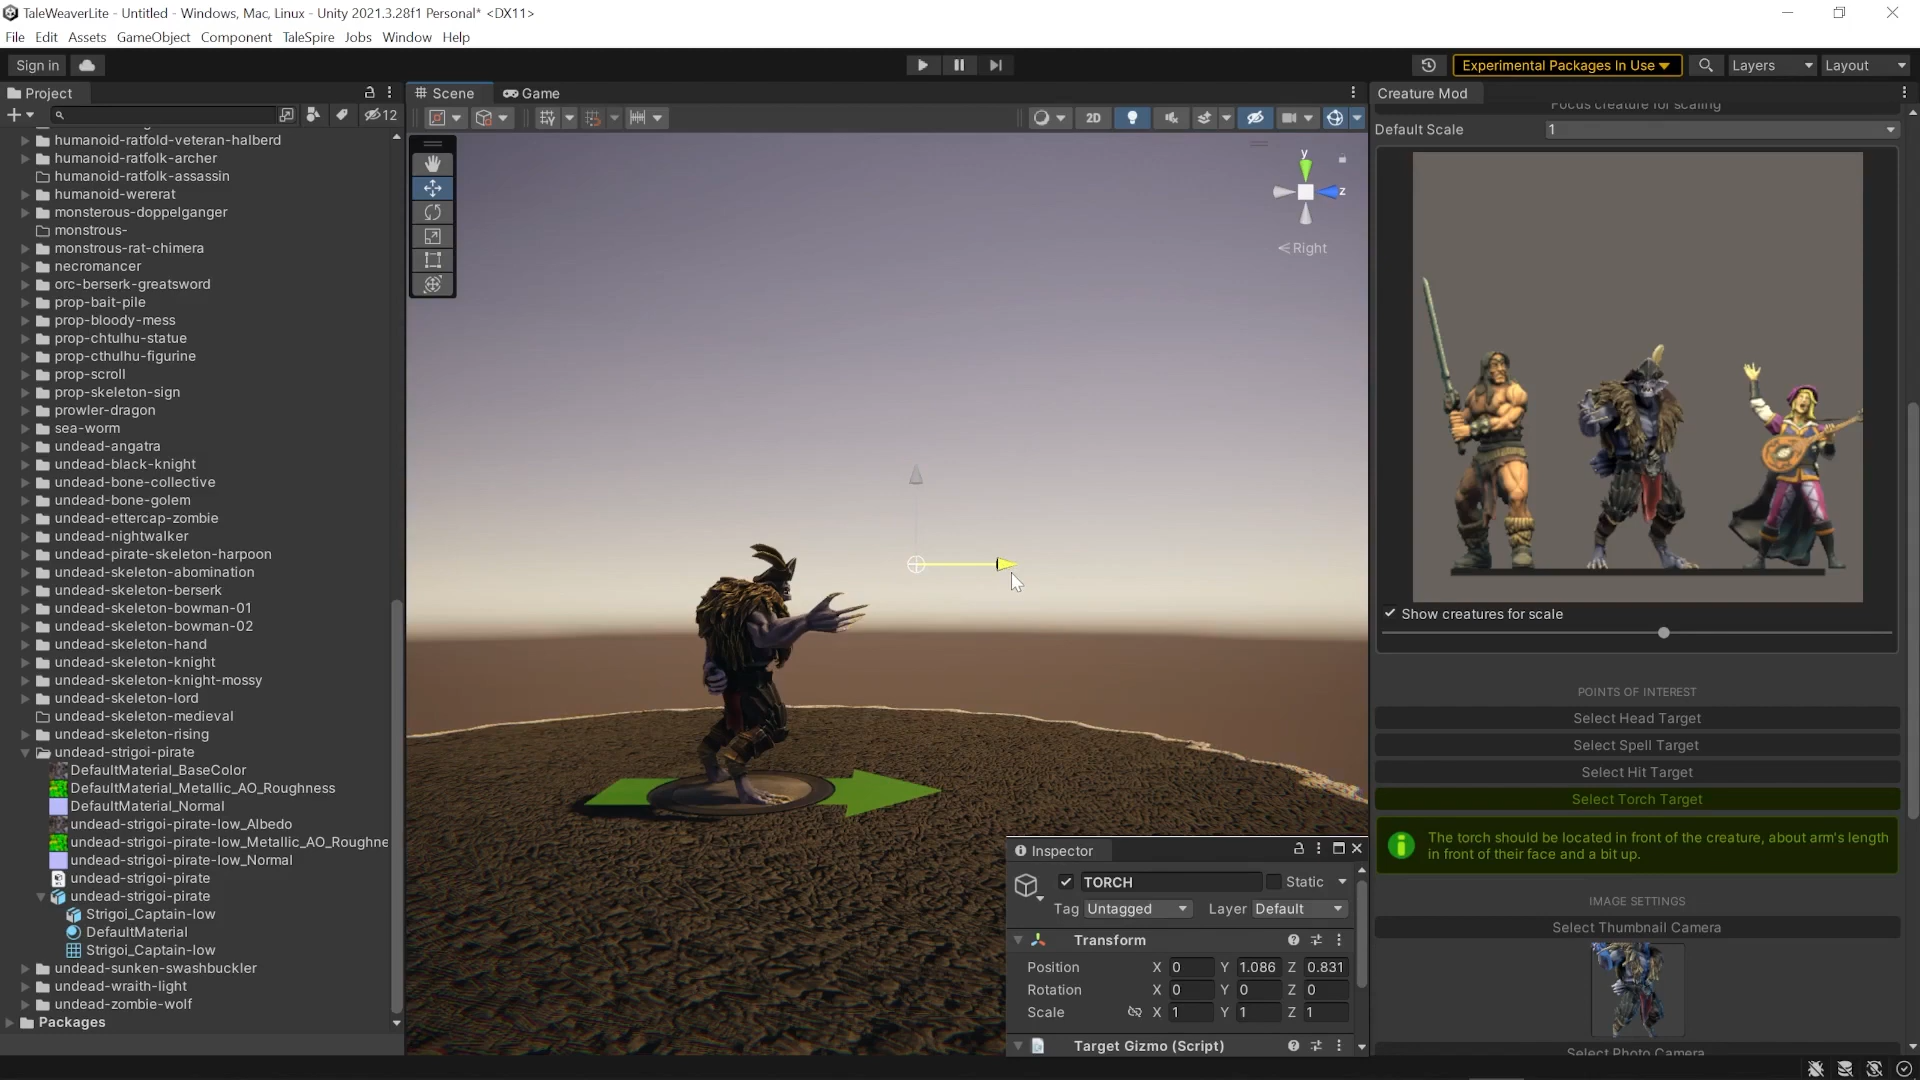 TaleWeaverLite - Untitled - Windows, Mac, Linux - Unity 2021.3.28f1 Personal* <DX11>
File Edit Assets GameObject Component TaleSpire Jobs Window Help
Sign in
Experimental Packages In Use
Layers
Layout
Project
12
humanoid-ratfold-veteran-halberd
humanoid-ratfolk-archer
humanoid-ratfolk-assassin
humanoid-wererat
monsterous-doppelganger
monstrous-
monstrous-rat-chimera
necromancer
orc-berserk-greatsword
prop-bait-pile
prop-bloody-mess
prop-chtulhu-statue
prop-cthulhu-figurine
prop-scroll
prop-skeleton-sign
prowler-dragon
sea-worm
undead-angatra
undead-black-knight
undead-bone-collective
undead-bone-golem
undead-ettercap-zombie
undead-nightwalker
undead-pirate-skeleton-harpoon
undead-skeleton-abomination
undead-skeleton-berserk
undead-skeleton-bowman-01
undead-skeleton-bowman-02
undead-skeleton-hand
undead-skeleton-knight
undead-skeleton-knight-mossy
undead-skeleton-lord
undead-skeleton-medieval
undead-skeleton-rising
undead-strigoi-pirate
DefaultMaterial_BaseColor
DefaultMaterial_Metallic_AO_Roughness
DefaultMaterial_Normal
undead-strigoi-pirate-low_Albedo
undead-strigoi-pirate-low_Metallic_AO_Roughne
undead-strigoi-pirate-low_Normal
undead-strigoi-pirate
undead-strigoi-pirate
Strigoi_Captain-low
DefaultMaterial
Strigoi_Captain-low
undead-sunken-swashbuckler
undead-wraith-light
undead-zombie-wolf
Packages
Scene Game
2D
y
z
Right
Inspector
TORCH Static
Tag Untagged Layer Default
Transform
Position X 0 Y 1.086 Z 0.831
Rotation X 0 Y 0 Z 0
Scale X 1 Y 1 Z 1
Target Gizmo (Script)
Creature Mod
Focus creature for scaling
Default Scale 1
Show creatures for scale
POINTS OF INTEREST
Select Head Target
Select Spell Target
Select Hit Target
Select Torch Target
The torch should be located in front of the creature, about arm's length
in front of their face and a bit up.
IMAGE SETTINGS
Select Thumbnail Camera
Select Photo Camera